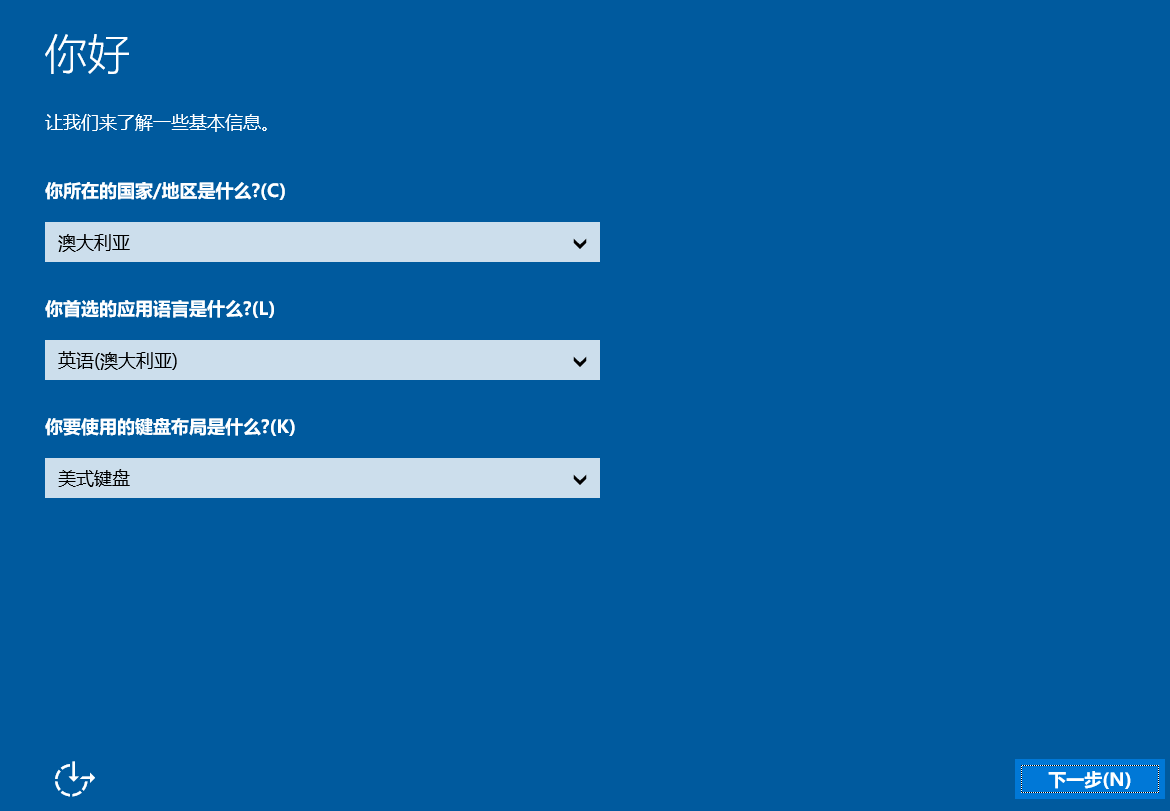 你好
让我们来了解一些基本信息。
你所在的国家/地区是什么?(C)
澳大利亚
你首选的应用语言是什么?(L)
英语(澳大利亚)
你要使用的键盘布局是什么?(K)
美式键盘
下一步(N)